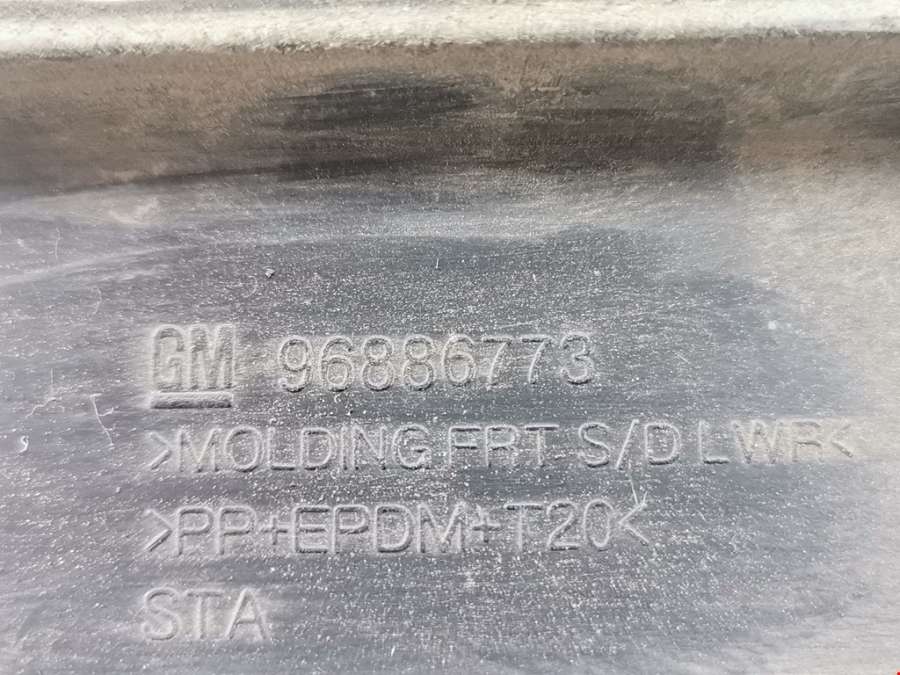 GM 96886773
>MOLDING FRT S/D LWR<
>PP+EPDM+T20<
STA